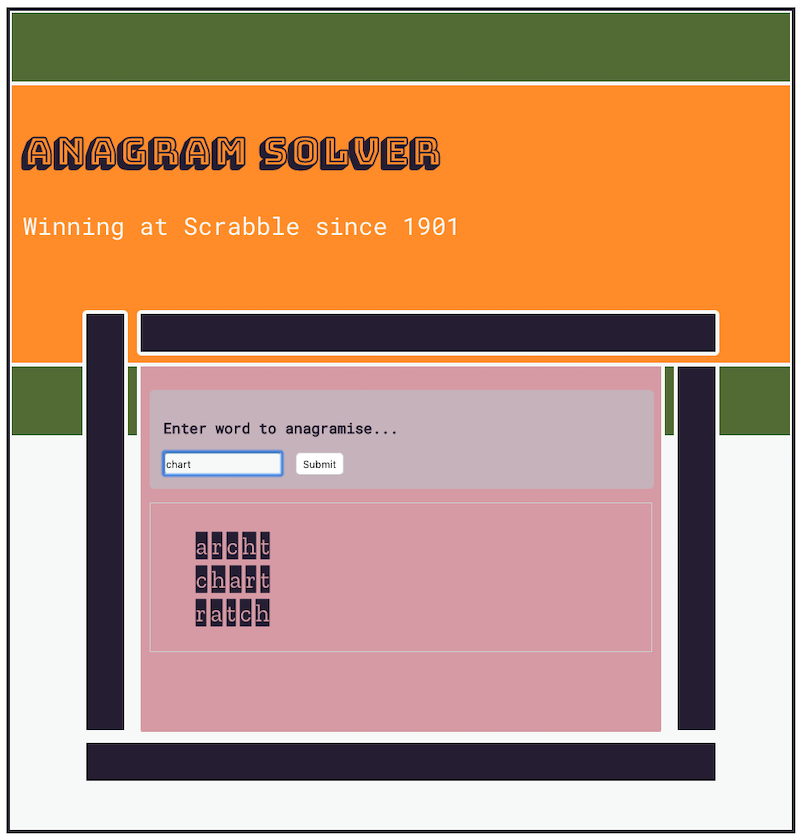 ANAGRAM SOLVER
Winning at Scrabble since 1901
Enter word to anagramise...
chart Submit
archt
chart
ratch